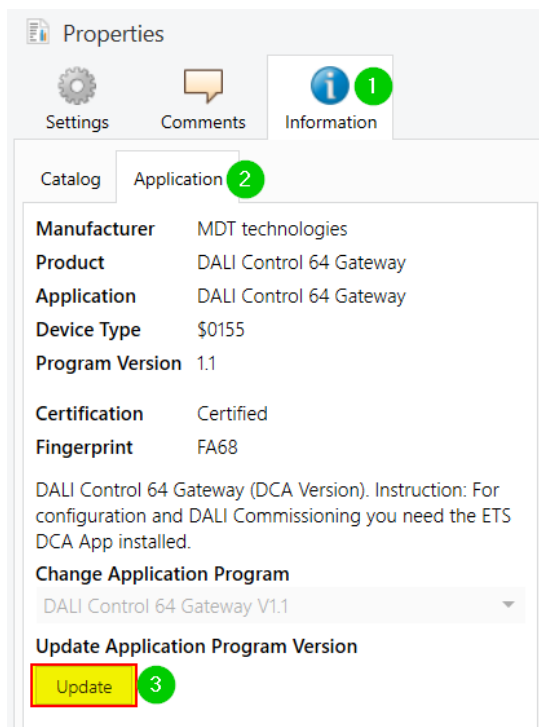 Properties
Settings Comments Information 1
Catalog Application 2
Manufacturer MDT technologies
Product DALI Control 64 Gateway
Application DALI Control 64 Gateway
Device Type $0155
Program Version 1.1
Certification Certified
Fingerprint FA68
DALI Control 64 Gateway (DCA Version). Instruction: For
configuration and DALI Commissioning you need the ETS
DCA App installed.
Change Application Program
DALI Control 64 Gateway V1.1
Update Application Program Version
Update 3